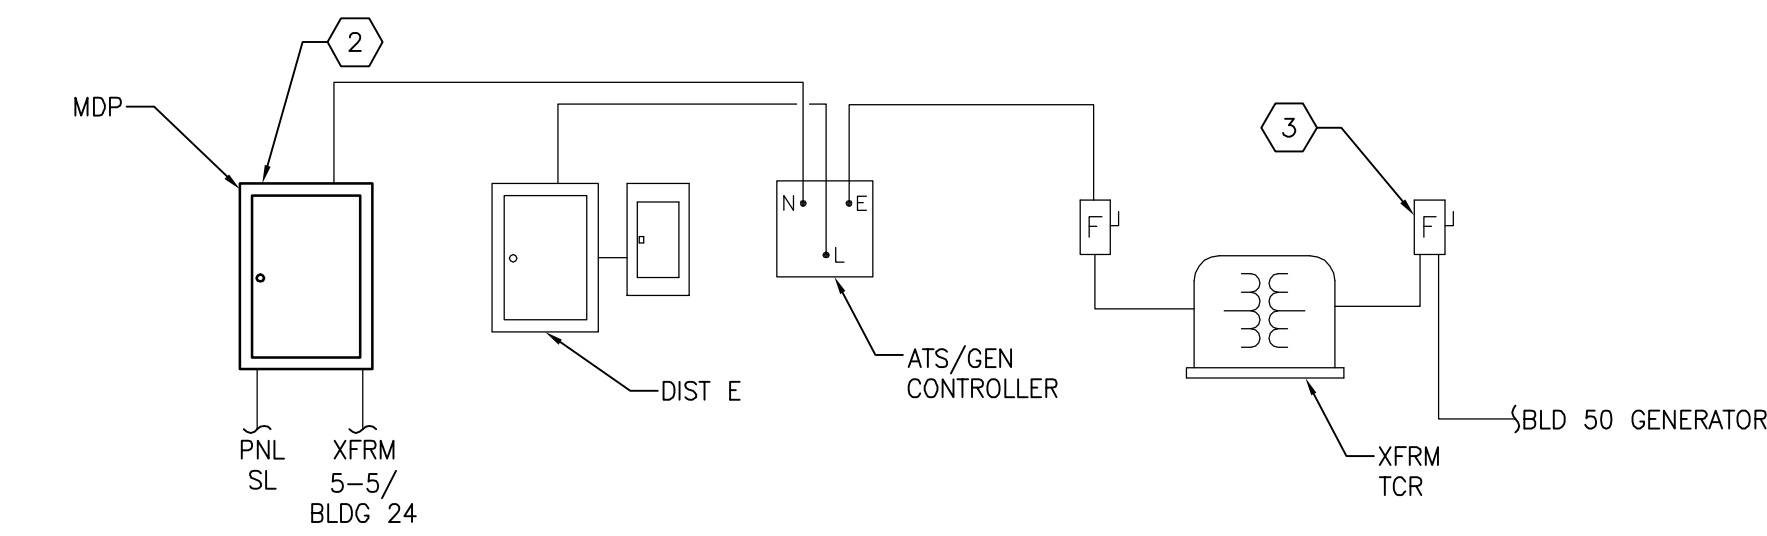 2
MDP
3
N
E
L
F
F
ATS/GEN
CONTROLLER
DIST E
BLD 50 GENERATOR
PNL
SL
XFRM
5-5/
BLDG 24
XFRM
TCR